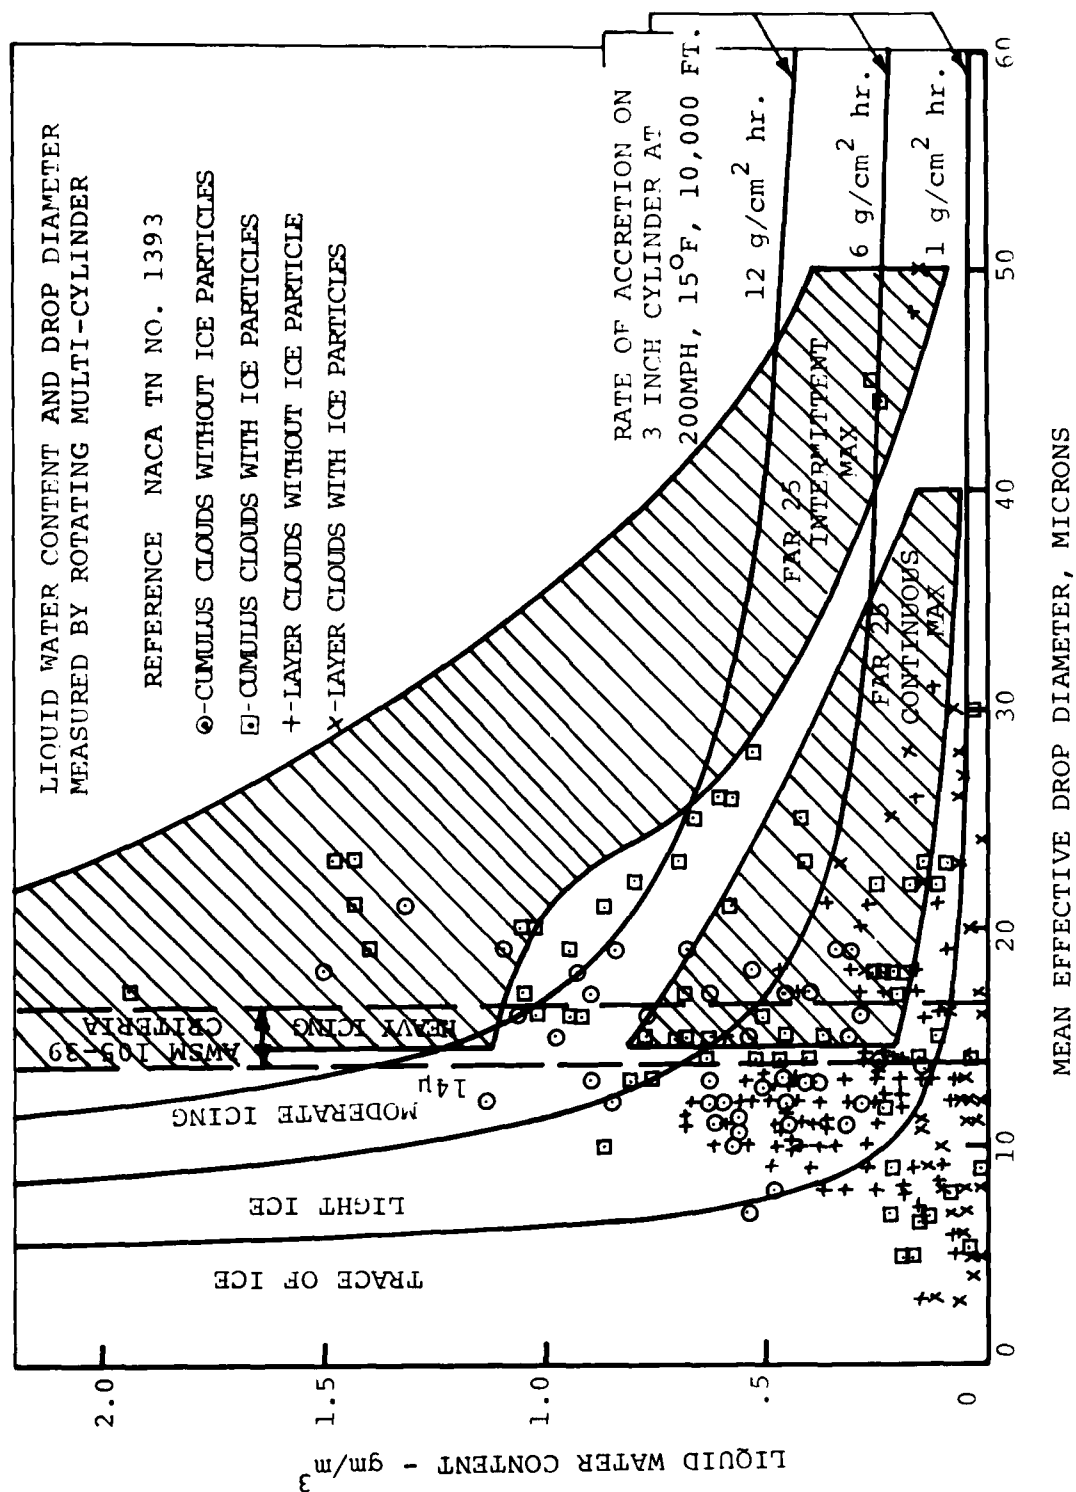 LIQUID WATER CONTENT AND DROP DIAMETER
MEASURED BY ROTATING MULTI-CYLINDER
REFERENCE NACA TN NO. 1393
⊙-CUMULUS CLOUDS WITHOUT ICE PARTICLES
⊡-CUMULUS CLOUDS WITH ICE PARTICLES
+-LAYER CLOUDS WITHOUT ICE PARTICLE
x-LAYER CLOUDS WITH ICE PARTICLES
RATE OF ACCRETION ON
3 INCH CYLINDER AT
200MPH, 15°F, 10,000 FT.
12 g/cm² hr.
6 g/cm² hr.
1 g/cm² hr.
FAR 25
INTERMITTENT
MAX
FAR 25
CONTINUOUS
MAX
AWSM 105-39
CRITERIA
HEAVY ICING
14μ
MODERATE ICING
LIGHT ICE
TRACE OF ICE
LIQUID WATER CONTENT - gm/m³
2.0
1.5
1.0
.5
0
0
10
20
30
40
50
60
MEAN EFFECTIVE DROP DIAMETER, MICRONS